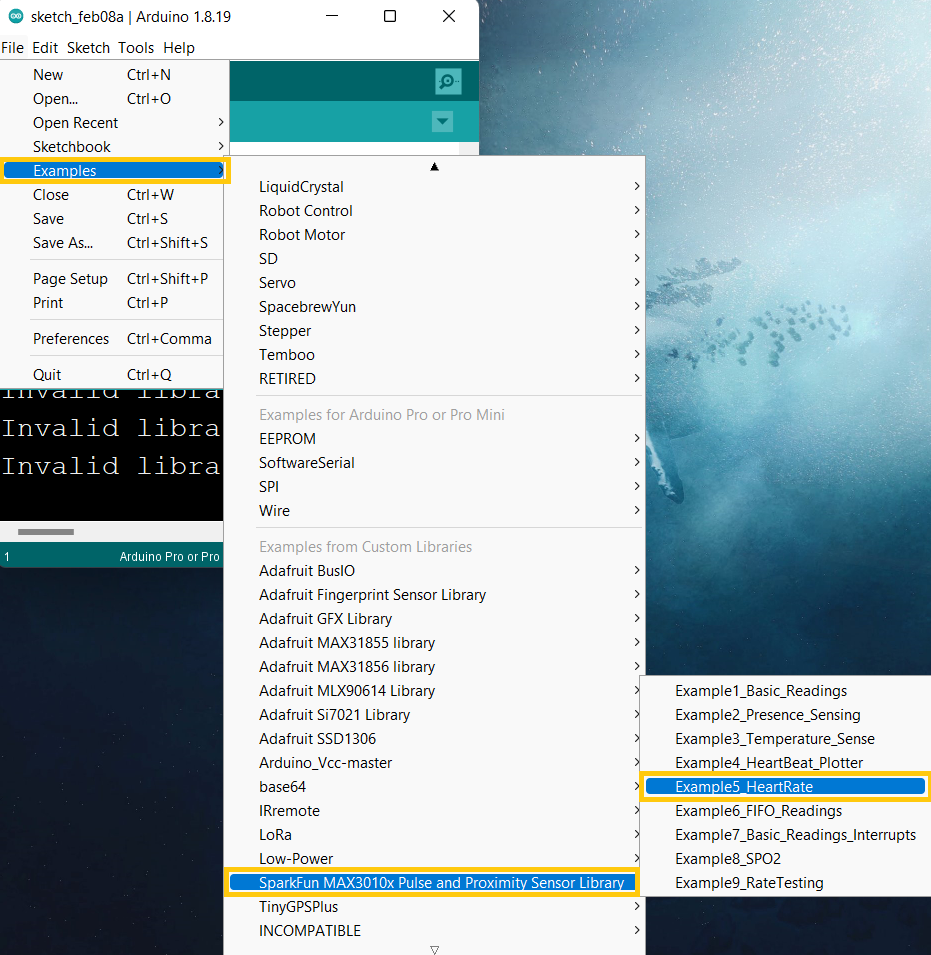 sketch_feb08a | Arduino 1.8.19
File Edit Sketch Tools Help
New Ctrl+N
Open... Ctrl+O
Open Recent
Sketchbook
Examples
Close Ctrl+W
Save Ctrl+S
Save As... Ctrl+Shift+S
Page Setup Ctrl+Shift+P
Print Ctrl+P
Preferences Ctrl+Comma
Quit Ctrl+Q
Invalid libra
Invalid libra
Invalid libra
1 Arduino Pro or Pro
LiquidCrystal
Robot Control
Robot Motor
SD
Servo
SpacebrewYun
Stepper
Temboo
RETIRED
Examples for Arduino Pro or Pro Mini
EEPROM
SoftwareSerial
SPI
Wire
Examples from Custom Libraries
Adafruit BusIO
Adafruit Fingerprint Sensor Library
Adafruit GFX Library
Adafruit MAX31855 library
Adafruit MAX31856 library
Adafruit MLX90614 Library
Adafruit Si7021 Library
Adafruit SSD1306
Arduino_Vcc-master
base64
IRremote
LoRa
Low-Power
SparkFun MAX3010x Pulse and Proximity Sensor Library
TinyGPSPlus
INCOMPATIBLE
Example1_Basic_Readings
Example2_Presence_Sensing
Example3_Temperature_Sense
Example4_HeartBeat_Plotter
Example5_HeartRate
Example6_FIFO_Readings
Example7_Basic_Readings_Interrupts
Example8_SPO2
Example9_RateTesting